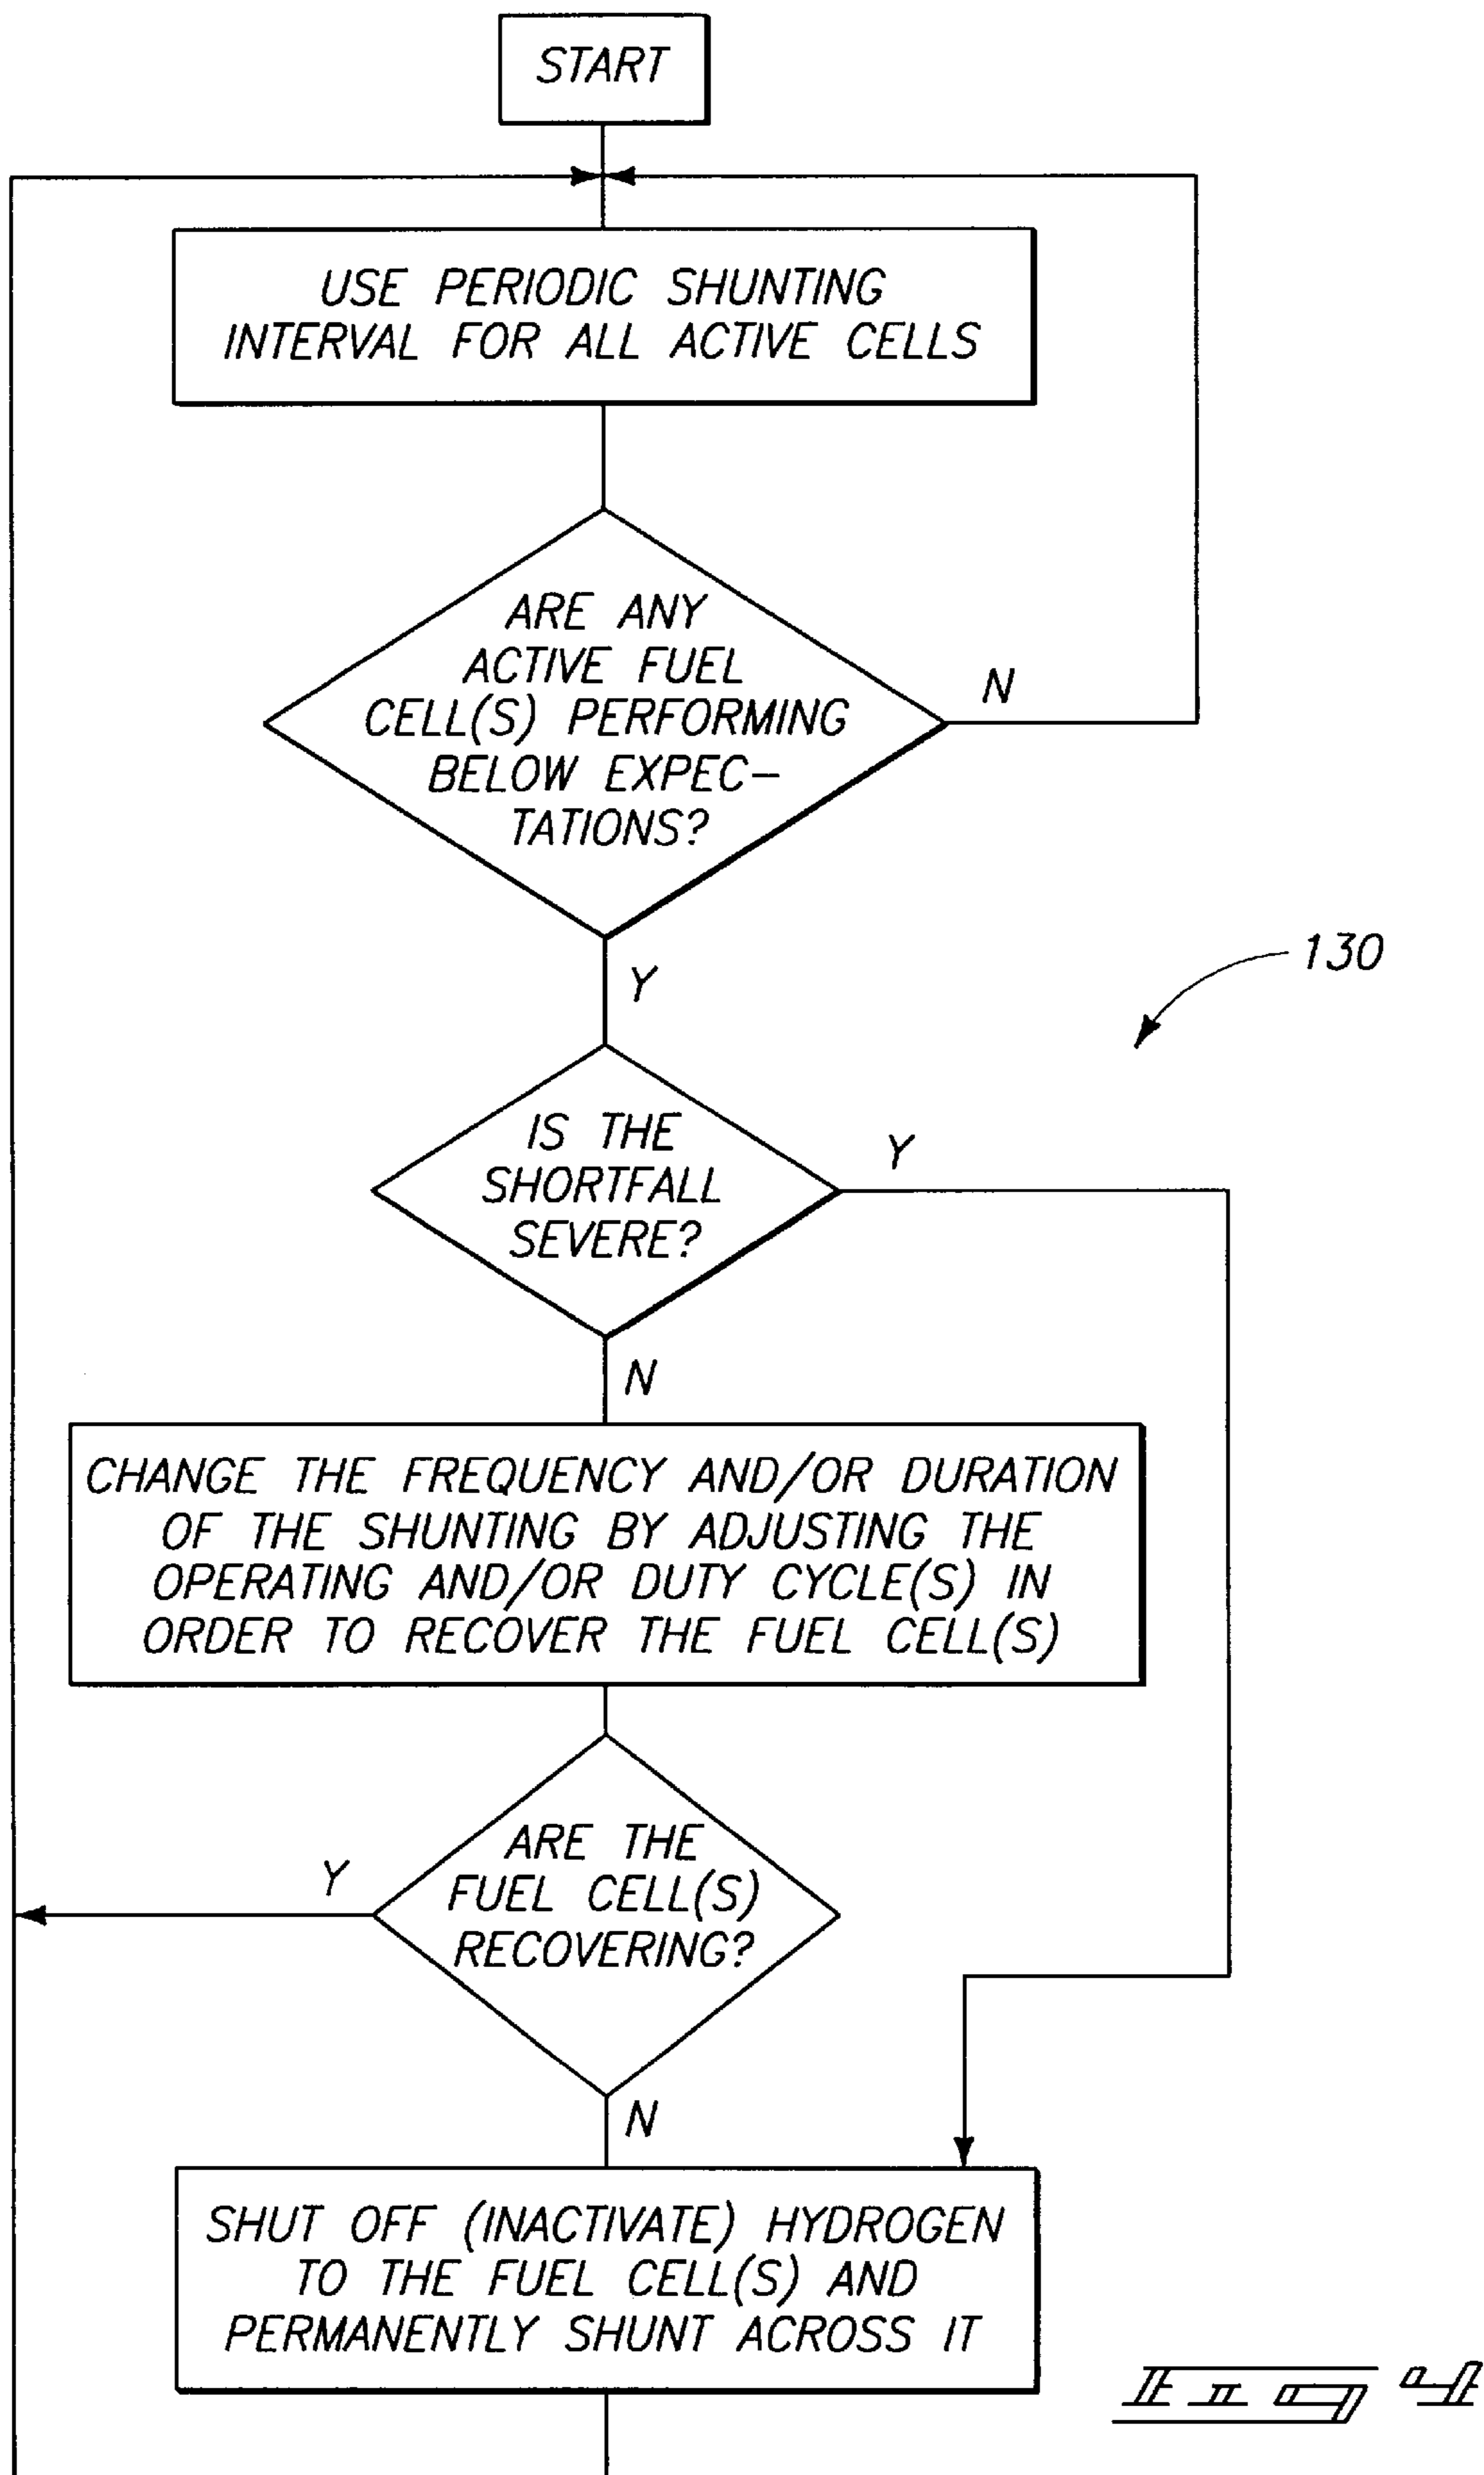 START
USE PERIODIC SHUNTING
INTERVAL FOR ALL ACTIVE CELLS
ARE ANY
ACTIVE FUEL
CELL(S) PERFORMING
BELOW EXPEC-
TATIONS?
N
Y
130
IS THE
SHORTFALL
SEVERE?
Y
N
CHANGE THE FREQUENCY AND/OR DURATION
OF THE SHUNTING BY ADJUSTING THE
OPERATING AND/OR DUTY CYCLE(S) IN
ORDER TO RECOVER THE FUEL CELL(S)
ARE THE
FUEL CELL(S)
RECOVERING?
Y
N
SHUT OFF (INACTIVATE) HYDROGEN
TO THE FUEL CELL(S) AND
PERMANENTLY SHUNT ACROSS IT
FIG 4